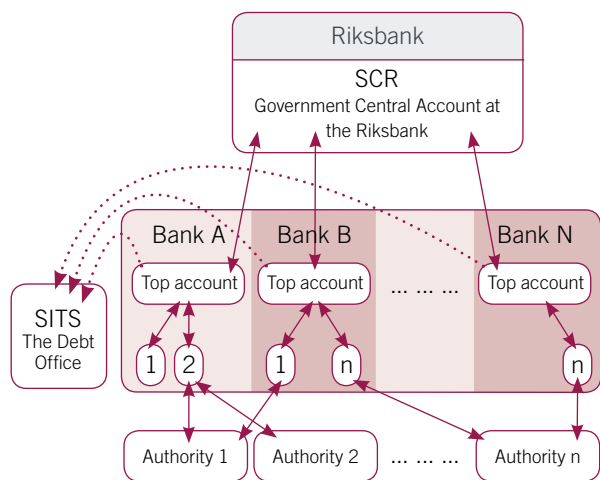 Riksbank
SCR
Government Central Account at
the Riksbank
Bank A
Bank B
Bank N
Top account
Top account
... ... ...
Top account
SITS
The Debt
Office
1
2
1
n
n
Authority 1
Authority 2
... ... ...
Authority n